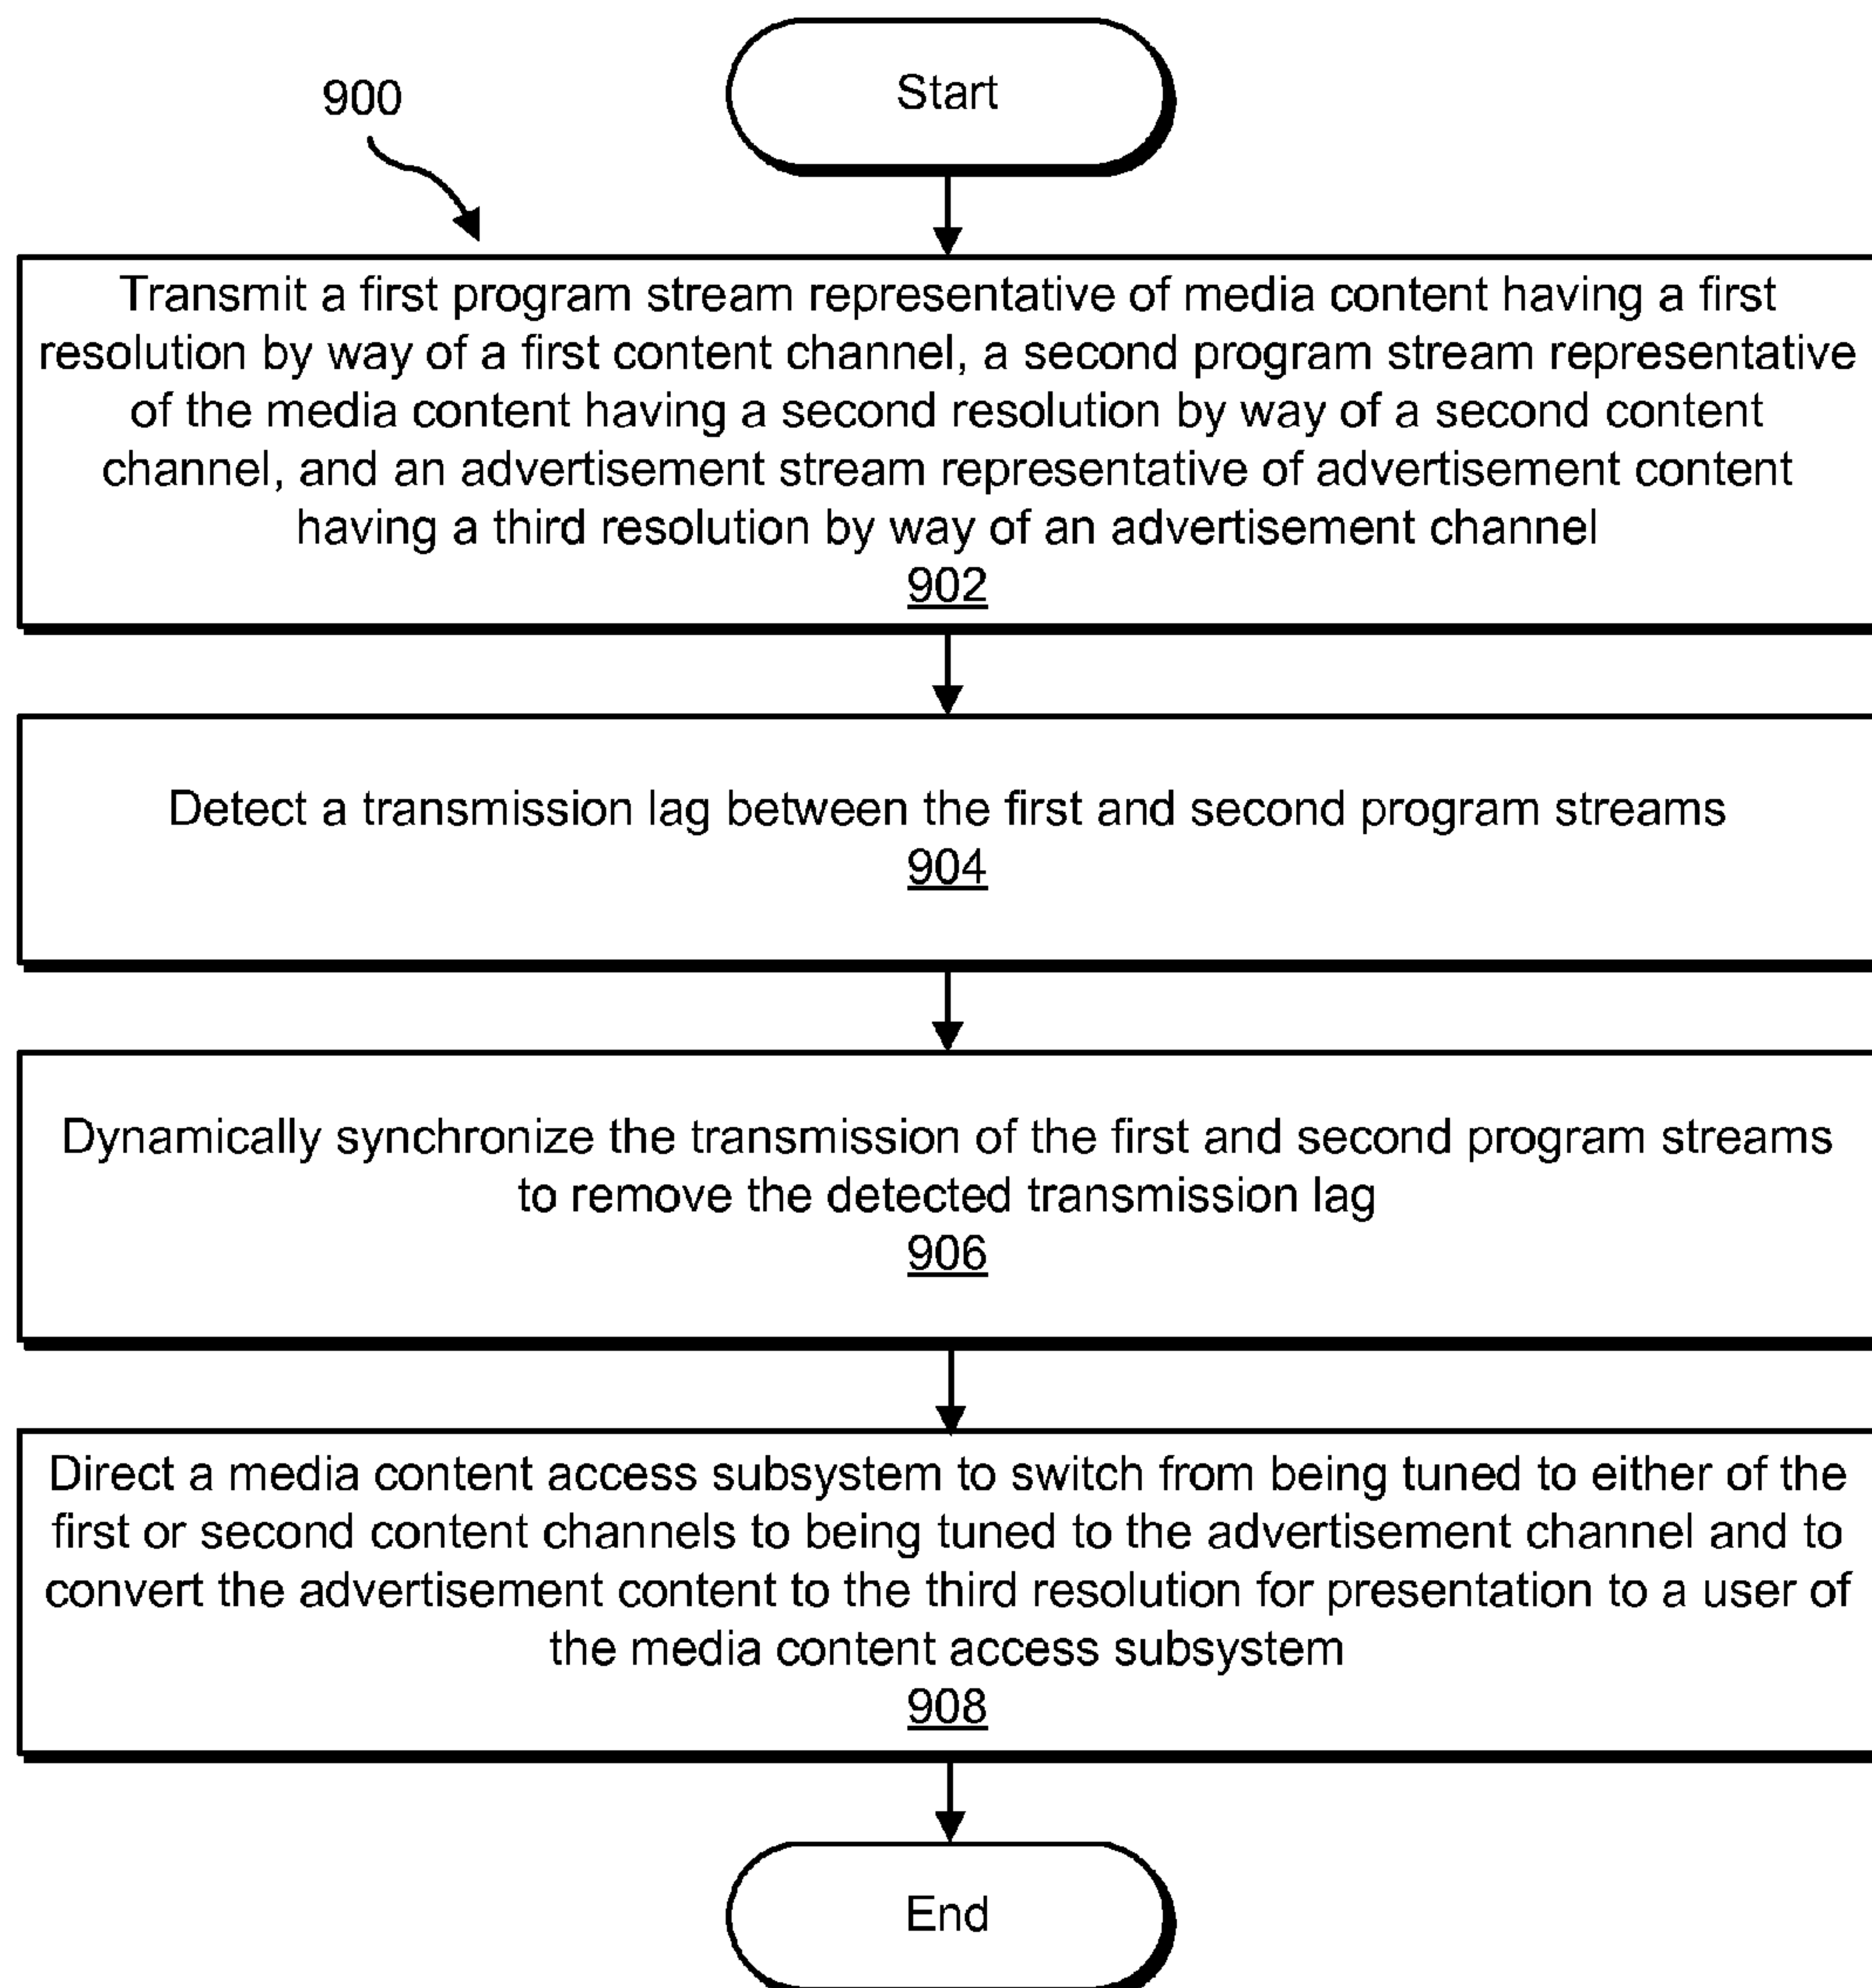 Start
900
Transmit a first program stream representative of media content having a first
resolution by way of a first content channel, a second program stream representative
of the media content having a second resolution by way of a second content
channel, and an advertisement stream representative of advertisement content
having a third resolution by way of an advertisement channel
902
Detect a transmission lag between the first and second program streams
904
Dynamically synchronize the transmission of the first and second program streams
to remove the detected transmission lag
906
Direct a media content access subsystem to switch from being tuned to either of the
first or second content channels to being tuned to the advertisement channel and to
convert the advertisement content to the third resolution for presentation to a user of
the media content access subsystem
908
End